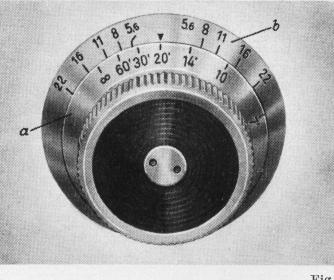 22 16 11 8 5.6 ▼ 5.6 8 11 16 22
∞ 60' 30' 20' 14' 10
a
b
Fig